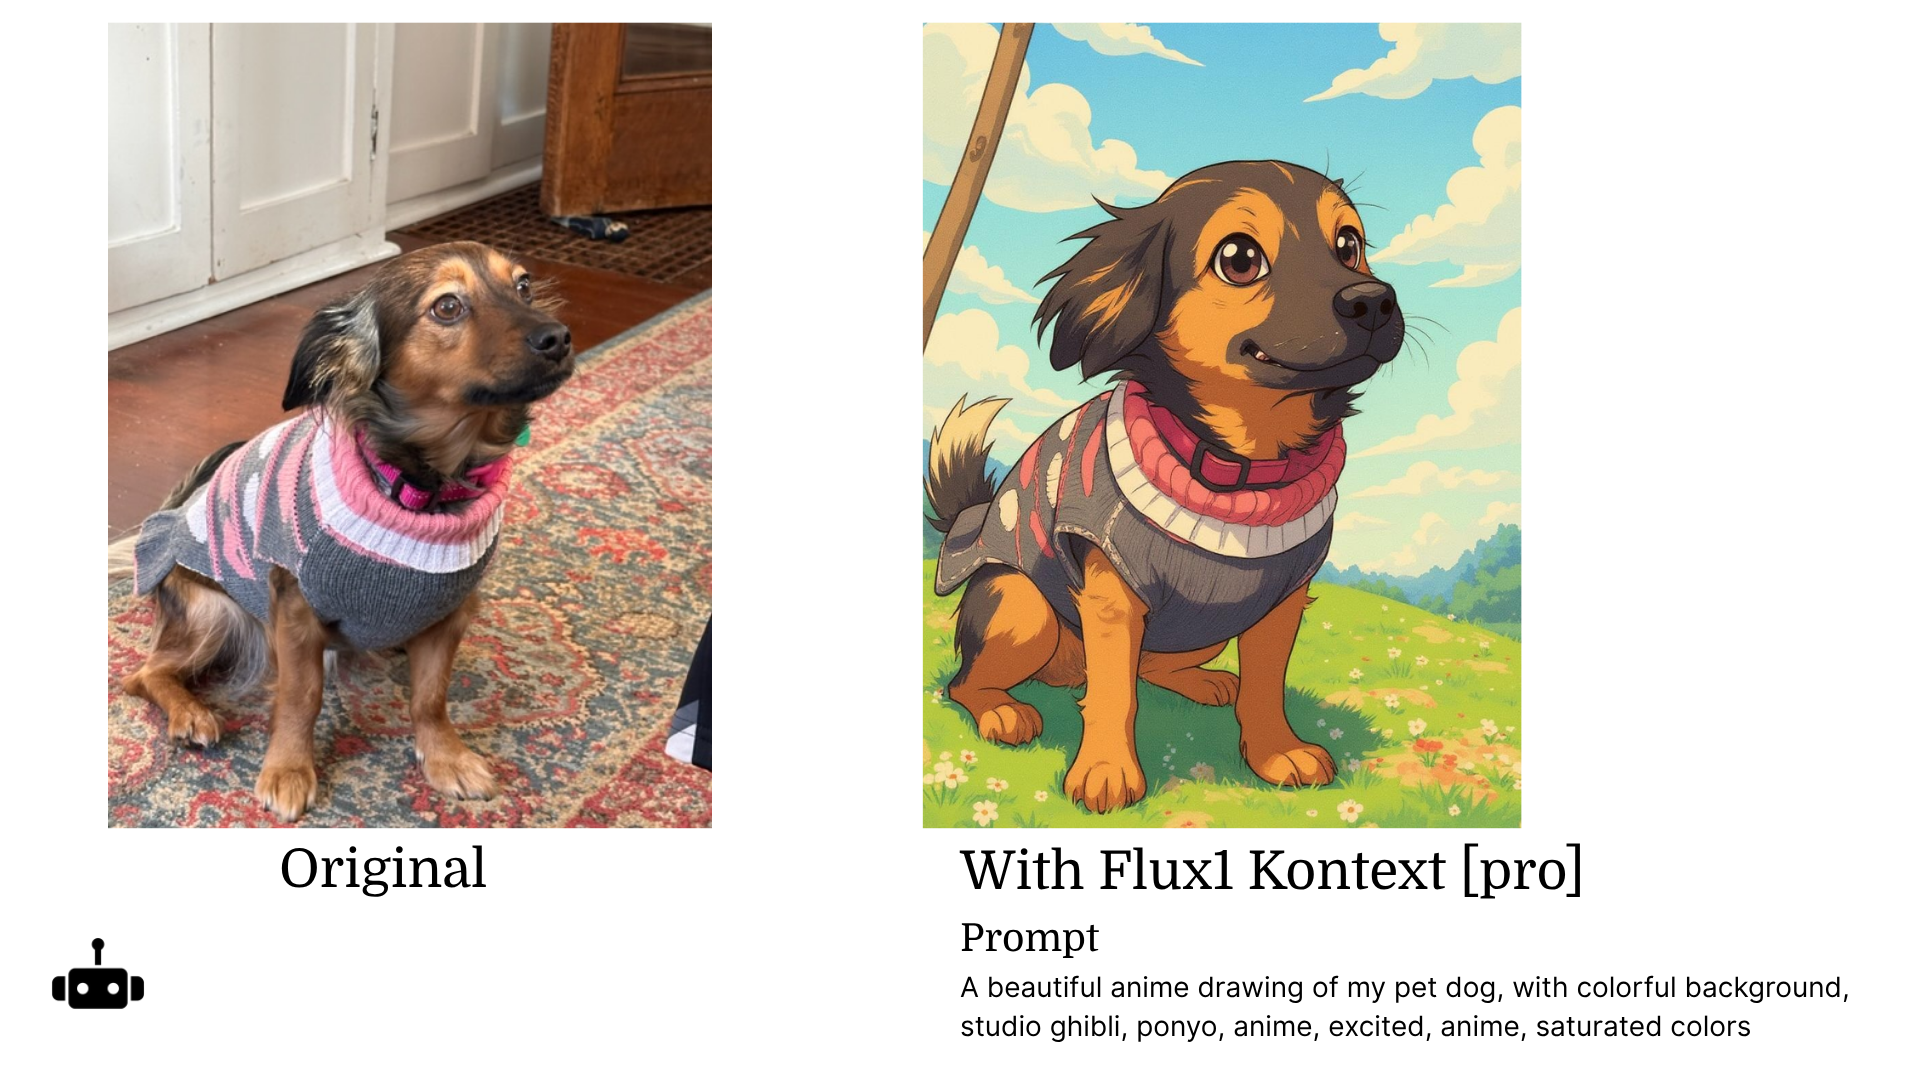 Original
With Flux1 Kontext [pro]
Prompt
A beautiful anime drawing of my pet dog, with colorful background,
studio ghibli, ponyo, anime, excited, anime, saturated colors